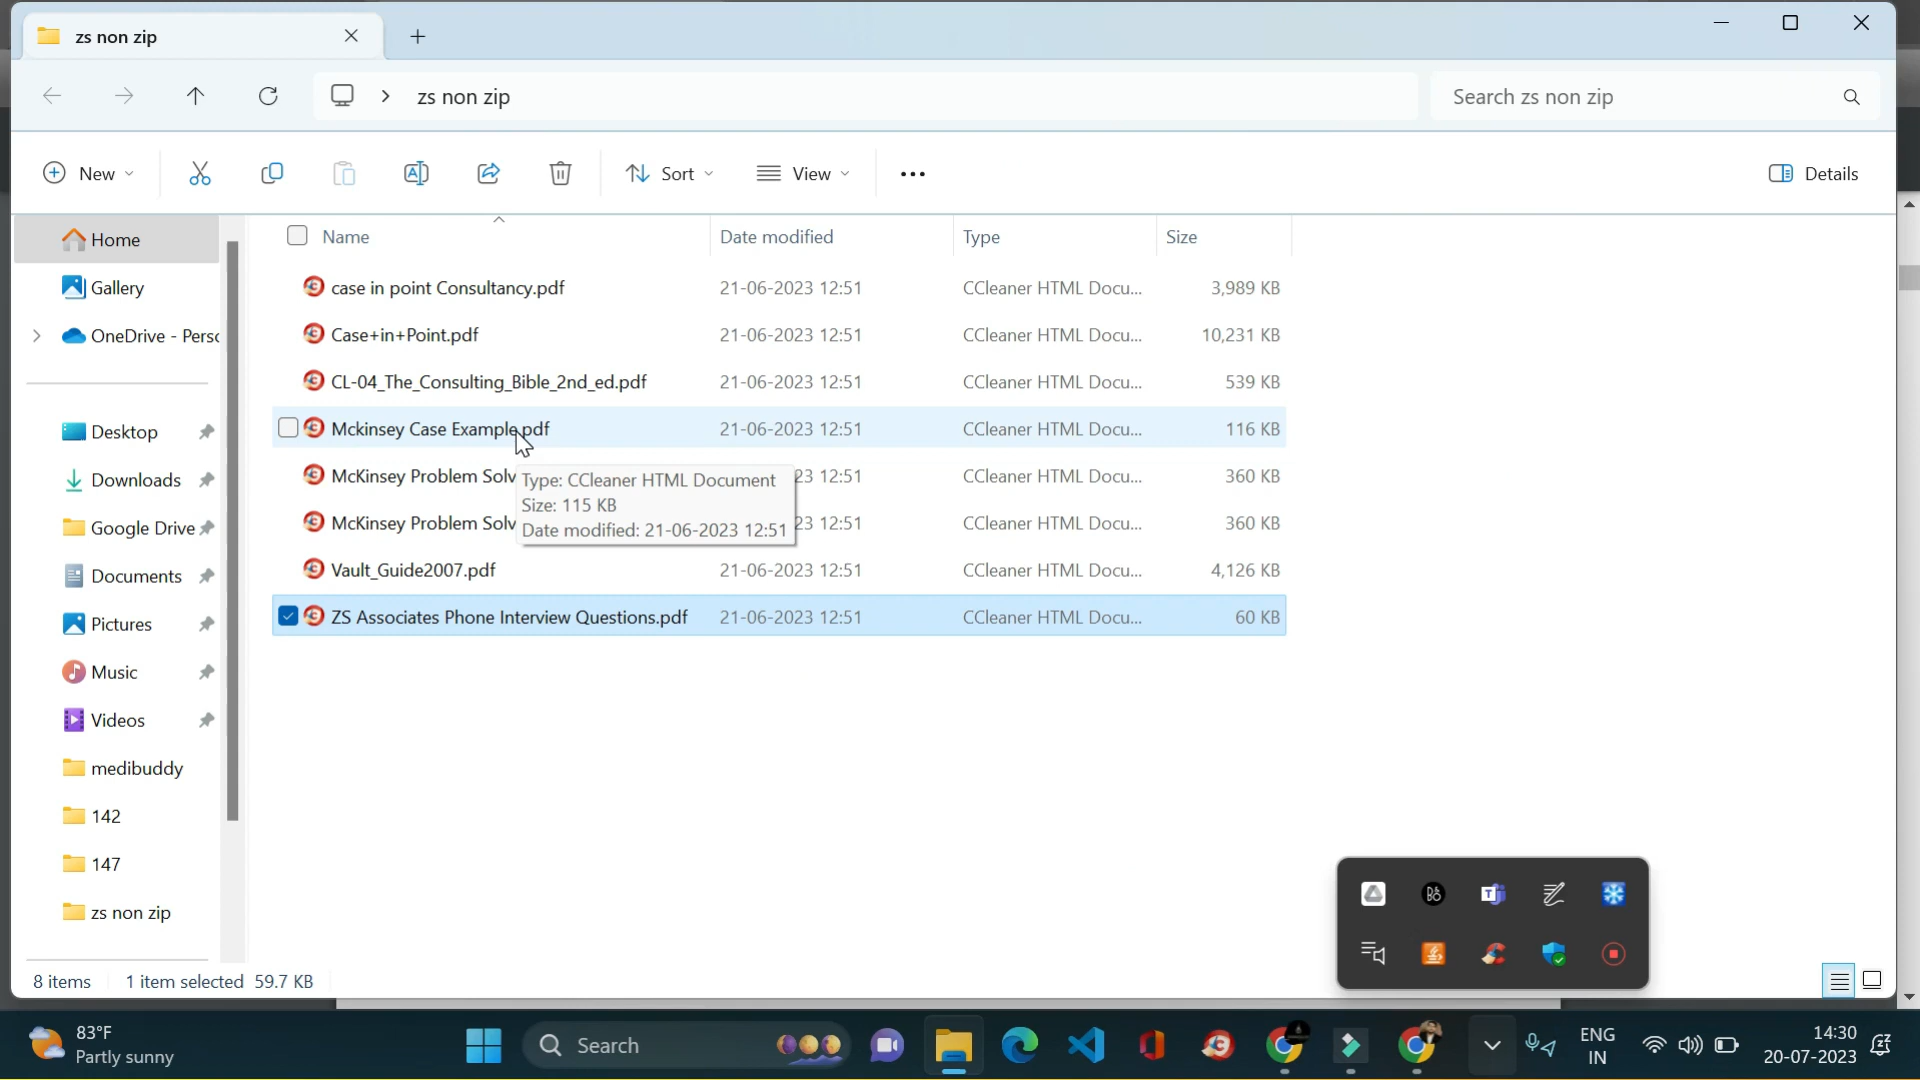 zs non zip
zs non zip
Search zs non zip
New
Sort
View
Details
Name
Date modified
Type
Size
case in point Consultancy.pdf 21-06-2023 12:51 CCleaner HTML Docu... 3,989 KB
Case+in+Point.pdf 21-06-2023 12:51 CCleaner HTML Docu... 10,231 KB
CL-04_The_Consulting_Bible_2nd_ed.pdf 21-06-2023 12:51 CCleaner HTML Docu... 539 KB
Mckinsey Case Example.pdf 21-06-2023 12:51 CCleaner HTML Docu... 116 KB
McKinsey Problem Solv 23 12:51 CCleaner HTML Docu... 360 KB
McKinsey Problem Solv 23 12:51 CCleaner HTML Docu... 360 KB
Vault_Guide2007.pdf 21-06-2023 12:51 CCleaner HTML Docu... 4,126 KB
ZS Associates Phone Interview Questions.pdf 21-06-2023 12:51 CCleaner HTML Docu... 60 KB
Type: CCleaner HTML Document
Size: 115 KB
Date modified: 21-06-2023 12:51
Home
Gallery
OneDrive - Perso
Desktop
Downloads
Google Drive
Documents
Pictures
Music
Videos
medibuddy
142
147
zs non zip
8 items 1 item selected 59.7 KB
83°F
Partly sunny
Search
ENG
IN
14:30
20-07-2023